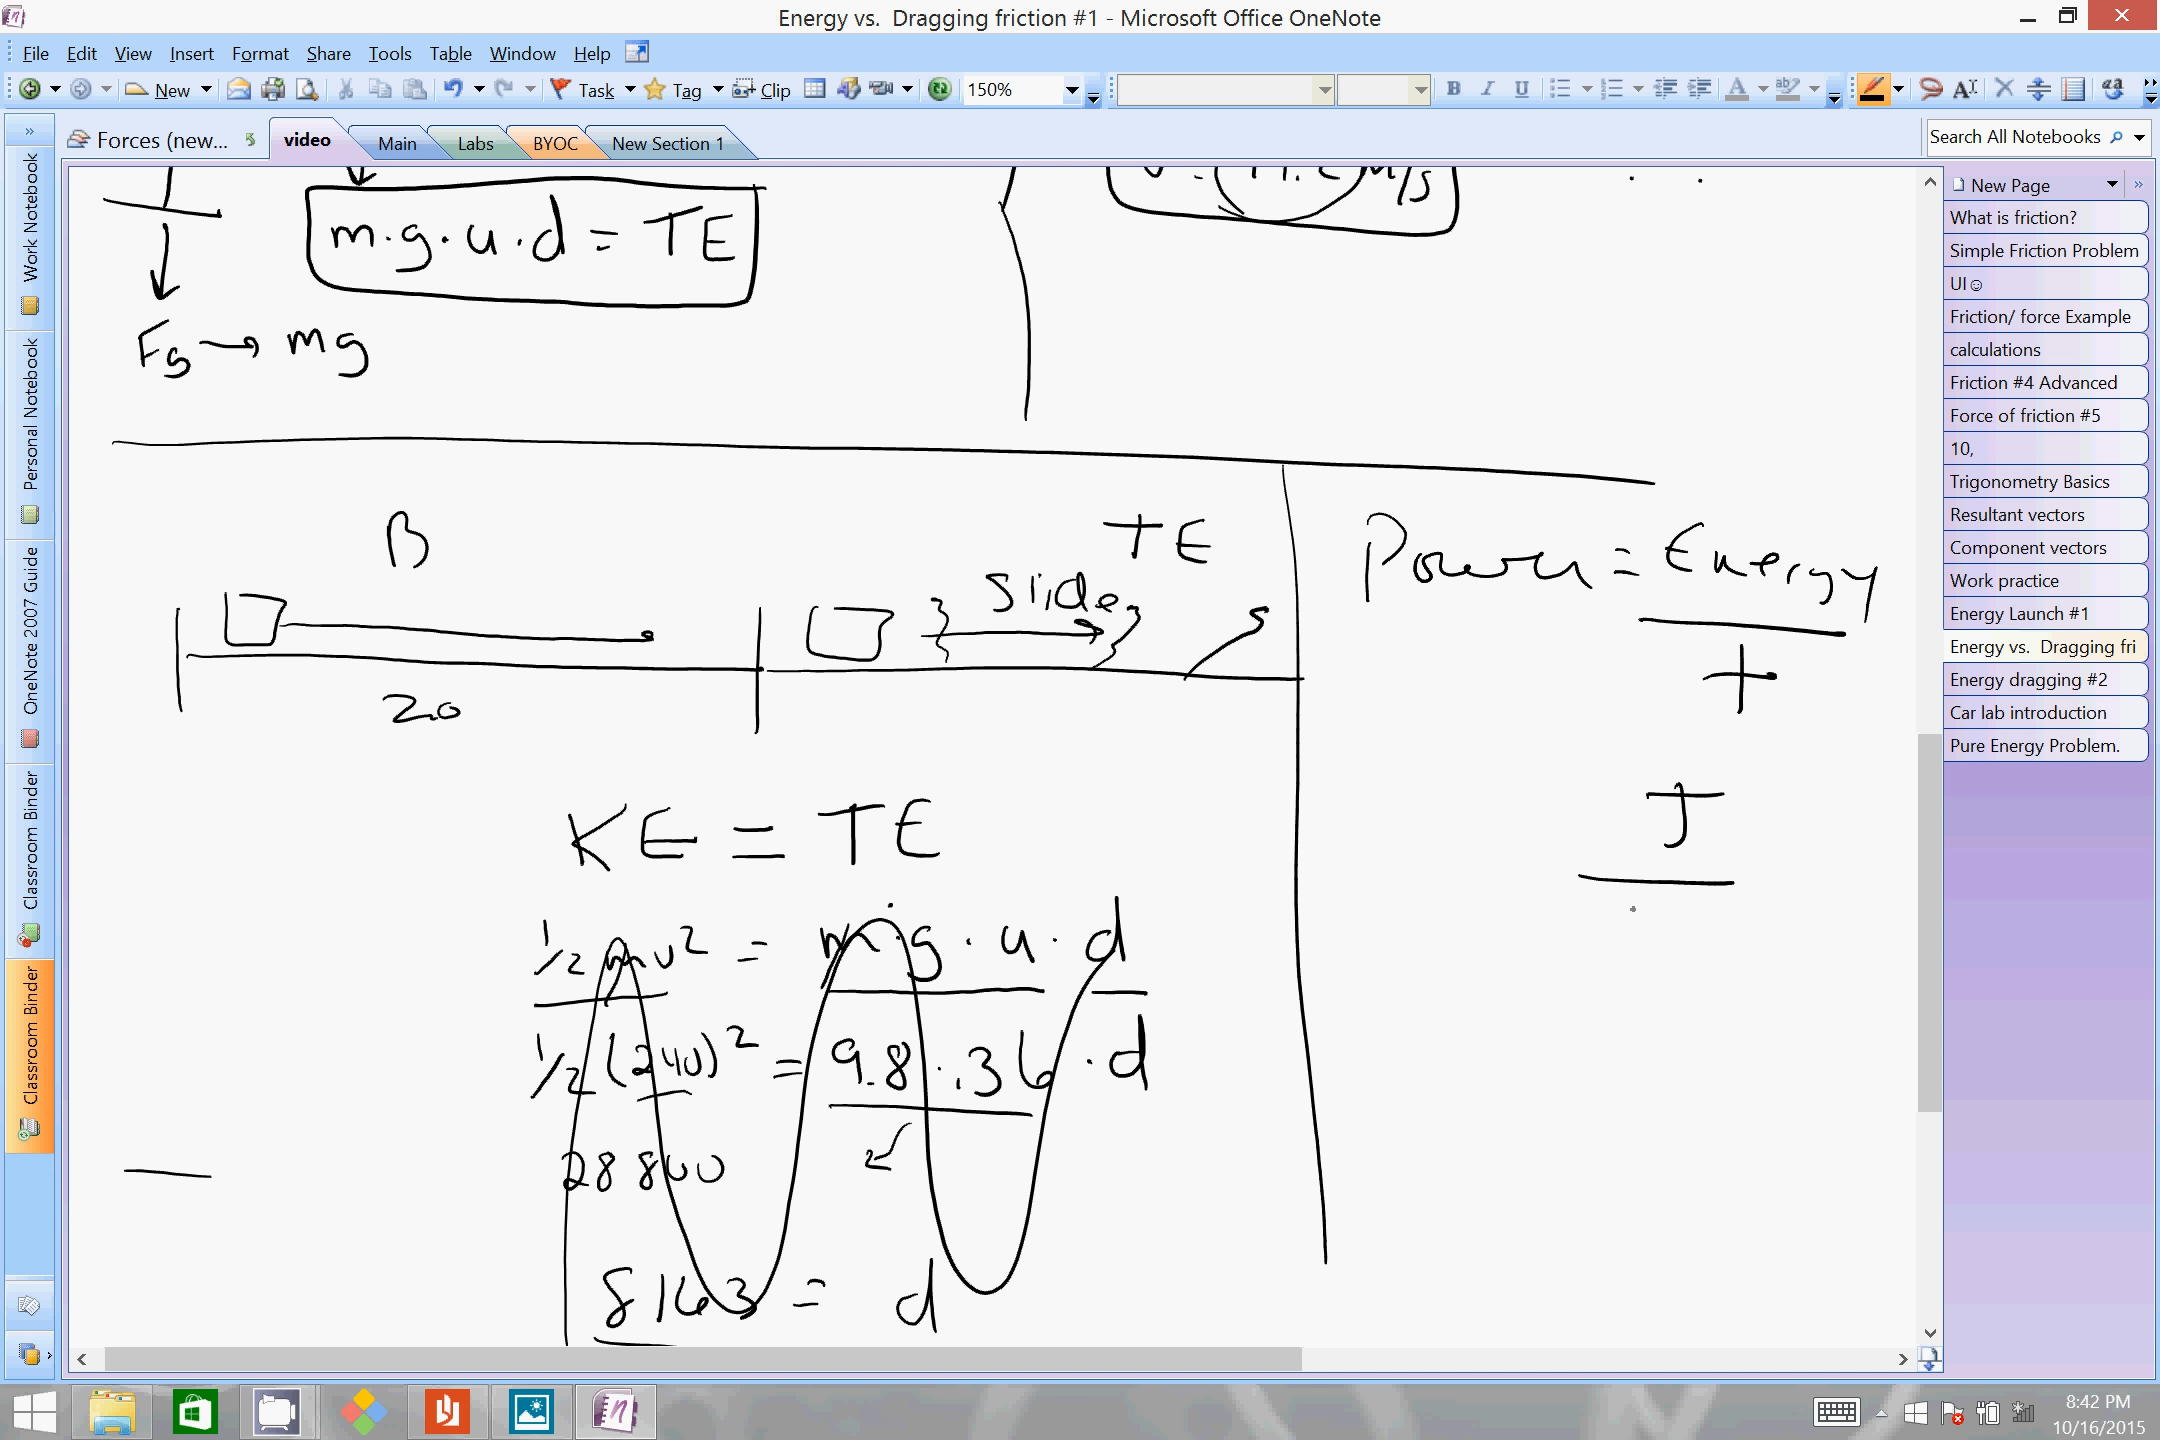 Energy vs. Dragging friction #1 - Microsoft Office OneNote
File Edit View Insert Format Share Tools Table Window Help
New Task Tag Clip 150% B I U
Forces (new... video Main Labs BYOC New Section 1 Search All Notebooks
Work Notebook
Personal Notebook
OneNote 2007 Guide
Classroom Binder
Classroom Binder
m/s
m·g·u·d = TE
Fg → mg
B
TE
Slide
20
KE = TE
1/2 mv² = m·g·u·d
1/2 (240)² = 9.8 · .36 · d
28800
8163 = d
Power = Energy
t
J
New Page
What is friction?
Simple Friction Problem
UI☺
Friction/ force Example
calculations
Friction #4 Advanced
Force of friction #5
10,
Trigonometry Basics
Resultant vectors
Component vectors
Work practice
Energy Launch #1
Energy vs. Dragging fri
Energy dragging #2
Car lab introduction
Pure Energy Problem.
8:42 PM
10/16/2015